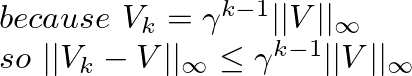 because V_k = γ^{k−1}||V||_∞
so ||V_k − V||_∞ ≤ γ^{k−1}||V||_∞